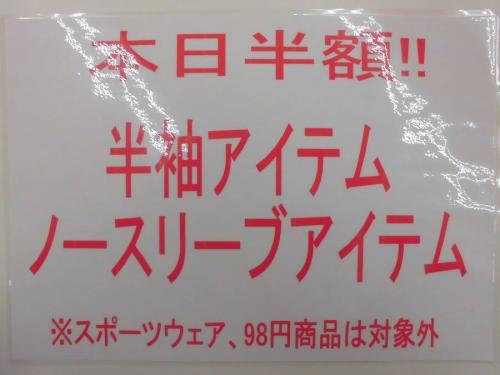 本日半額!!
半袖アイテム
ノースリーブアイテム
※スポーツウェア、98円商品は対象外